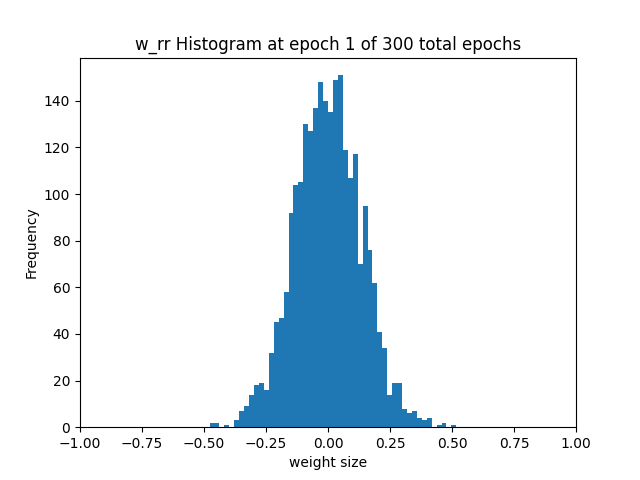 w_rr Histogram at epoch 1 of 300 total epochs
Frequency
140
120
100
80
60
40
20
0
−1.00 −0.75 −0.50 −0.25 0.00 0.25 0.50 0.75 1.00
weight size